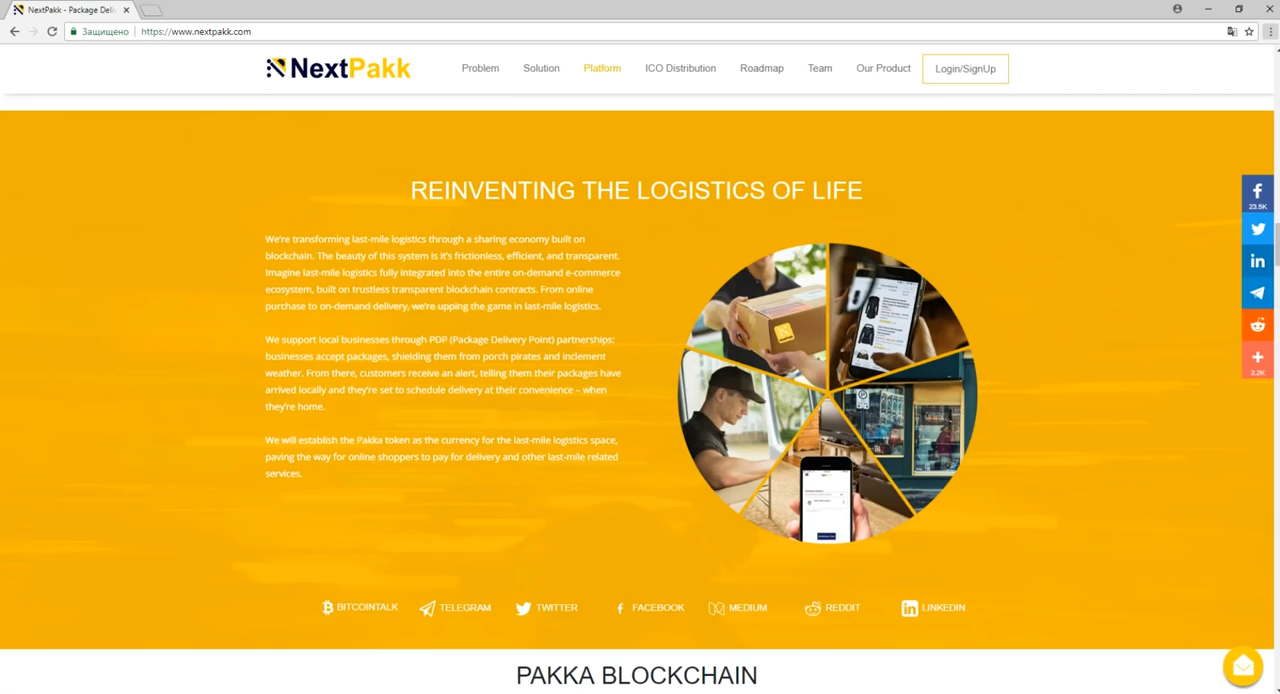 NextPakk - Package Deli
Защищено
https://www.nextpakk.com
NextPakk
Problem
Solution
Platform
ICO Distribution
Roadmap
Team
Our Product
Login/SignUp
REINVENTING THE LOGISTICS OF LIFE
We're transforming last-mile logistics through a sharing economy built on
blockchain. The beauty of this system is it's frictionless, efficient, and transparent.
Imagine last-mile logistics fully integrated into the entire on-demand e-commerce
ecosystem, built on trustless transparent blockchain contracts. From online
purchase to on-demand delivery, we're upping the game in last-mile logistics.
We support local businesses through PDP (Package Delivery Point) partnerships:
businesses accept packages, shielding them from porch pirates and inclement
weather. From there, customers receive an alert, telling them their packages have
arrived locally and they're set to schedule delivery at their convenience – when
they're home.
We will establish the Pakka token as the currency for the last-mile logistics space,
paving the way for online shoppers to pay for delivery and other last-mile related
services.
23.5K
2.2K
BITCOINTALK
TELEGRAM
TWITTER
FACEBOOK
MEDIUM
REDDIT
LINKEDIN
PAKKA BLOCKCHAIN